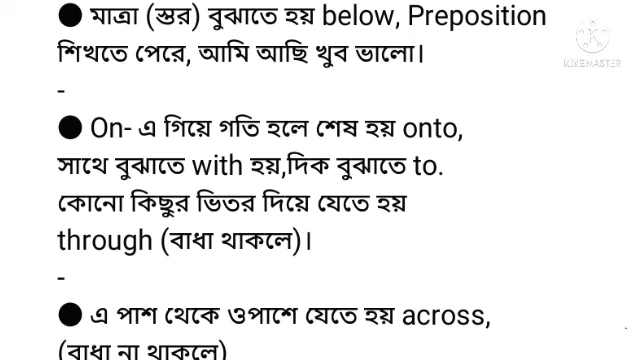 ● মাত্রা (স্তর) বুঝাতে হয় below, Preposition
শিখতে পেরে, আমি আছি খুব ভালো।
-
● On- এ গিয়ে গতি হলে শেষ হয় onto,
সাথে বুঝাতে with হয়,দিক বুঝাতে to.
কোনো কিছুর ভিতর দিয়ে যেতে হয়
through (বাধা থাকলে)।
-
● এ পাশ থেকে ওপাশে যেতে হয় across,
(বাধা না থাকলে)
KINEMASTER